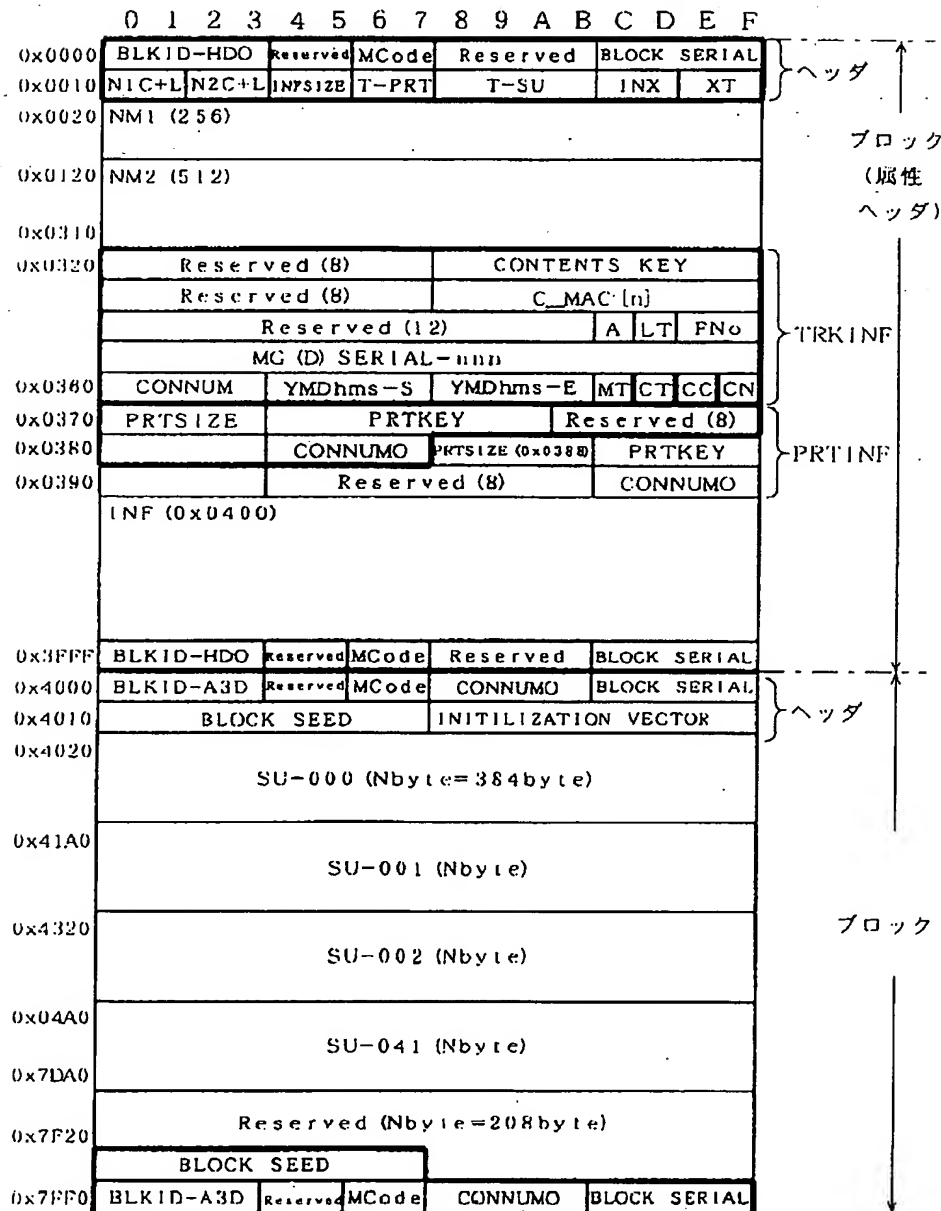 0 1 2 3 4 5 6 7 8 9 A B C D E F
0x0000 BLKID-HD0 Reserved MCode Reserved BLOCK SERIAL
ヘッダ
0x0010 N1C+L N2C+L INFSIZE T-PRT T-SU INX XT
0x0020 NM1 (256)
ブロック
(属性
ヘッダ)
0x0120 NM2 (512)
0x0310
0x0320 Reserved (8) CONTENTS KEY
Reserved (8) C_MAC [n]
Reserved (12) A LT FNo
TRKINF
MG (D) SERIAL-nnn
0x0360 CONNUM YMDhms-S YMDhms-E MT CT CC CN
0x0370 PRTSIZE PRTKEY Reserved (8)
0x0380 CONNUM0 PRTSIZE (0x0388) PRTKEY
PRTINF
0x0390 Reserved (8) CONNUM0
INF (0x0400)
0x3FFF BLKID-HD0 Reserved MCode Reserved BLOCK SERIAL
0x4000 BLKID-A3D Reserved MCode CONNUM0 BLOCK SERIAL
ヘッダ
0x4010 BLOCK SEED INITILIZATION VECTOR
0x4020
SU-000 (Nbyte=384byte)
0x41A0
SU-001 (Nbyte)
0x4320
SU-002 (Nbyte)
ブロック
0x04A0
SU-041 (Nbyte)
0x7DA0
Reserved (Nbyte=208byte)
0x7F20
BLOCK SEED
0x7FF0 BLKID-A3D Reserved MCode CONNUM0 BLOCK SERIAL